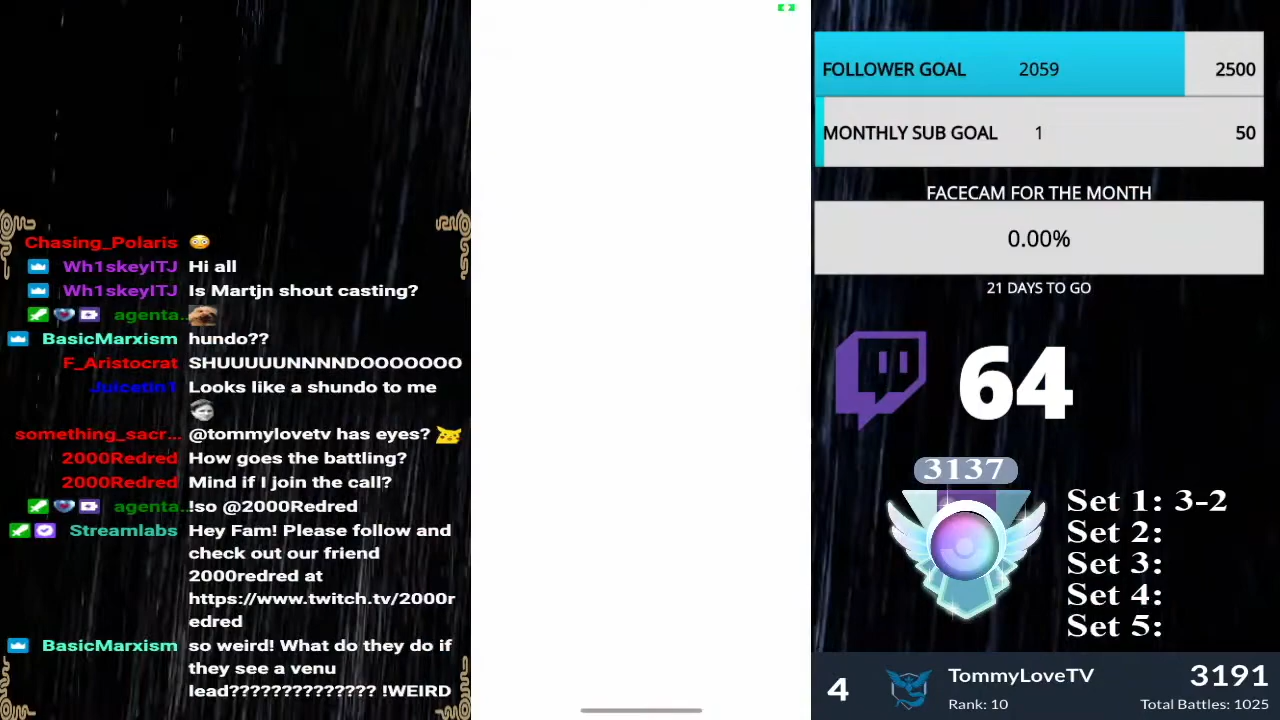 Chasing_Polaris 😳
Wh1skeyITJ Hi all
Wh1skeyITJ Is Martjn shout casting?
agenta..
BasicMarxism hundo??
F_Aristocrat SHUUUUUNNNNDOOOOOOO
Juicetin1 Looks like a shundo to me
something_sacr... @tommylovetv has eyes?
2000Redred How goes the battling?
2000Redred Mind if I join the call?
agenta.. !so @2000Redred
Streamlabs Hey Fam! Please follow and
check out our friend
2000redred at
https://www.twitch.tv/2000r
edred
BasicMarxism so weird! What do they do if
they see a venu
lead?????????????? !WEIRD
FOLLOWER GOAL 2059 2500
MONTHLY SUB GOAL 1 50
FACECAM FOR THE MONTH
0.00%
21 DAYS TO GO
64
3137
Set 1: 3-2
Set 2:
Set 3:
Set 4:
Set 5:
4 TommyLoveTV 3191
Rank: 10 Total Battles: 1025